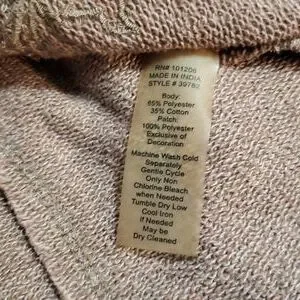 RN# 101206
MADE IN INDIA
STYLE # 39782
Body:
65% Polyester
35% Cotton
Patch:
100% Polyester
Exclusive of
Decoration
Machine Wash Cold
Separately
Gentle Cycle
Only Non
Chlorine Bleach
when Needed
Tumble Dry Low
Cool Iron
if Needed
May be
Dry Cleaned